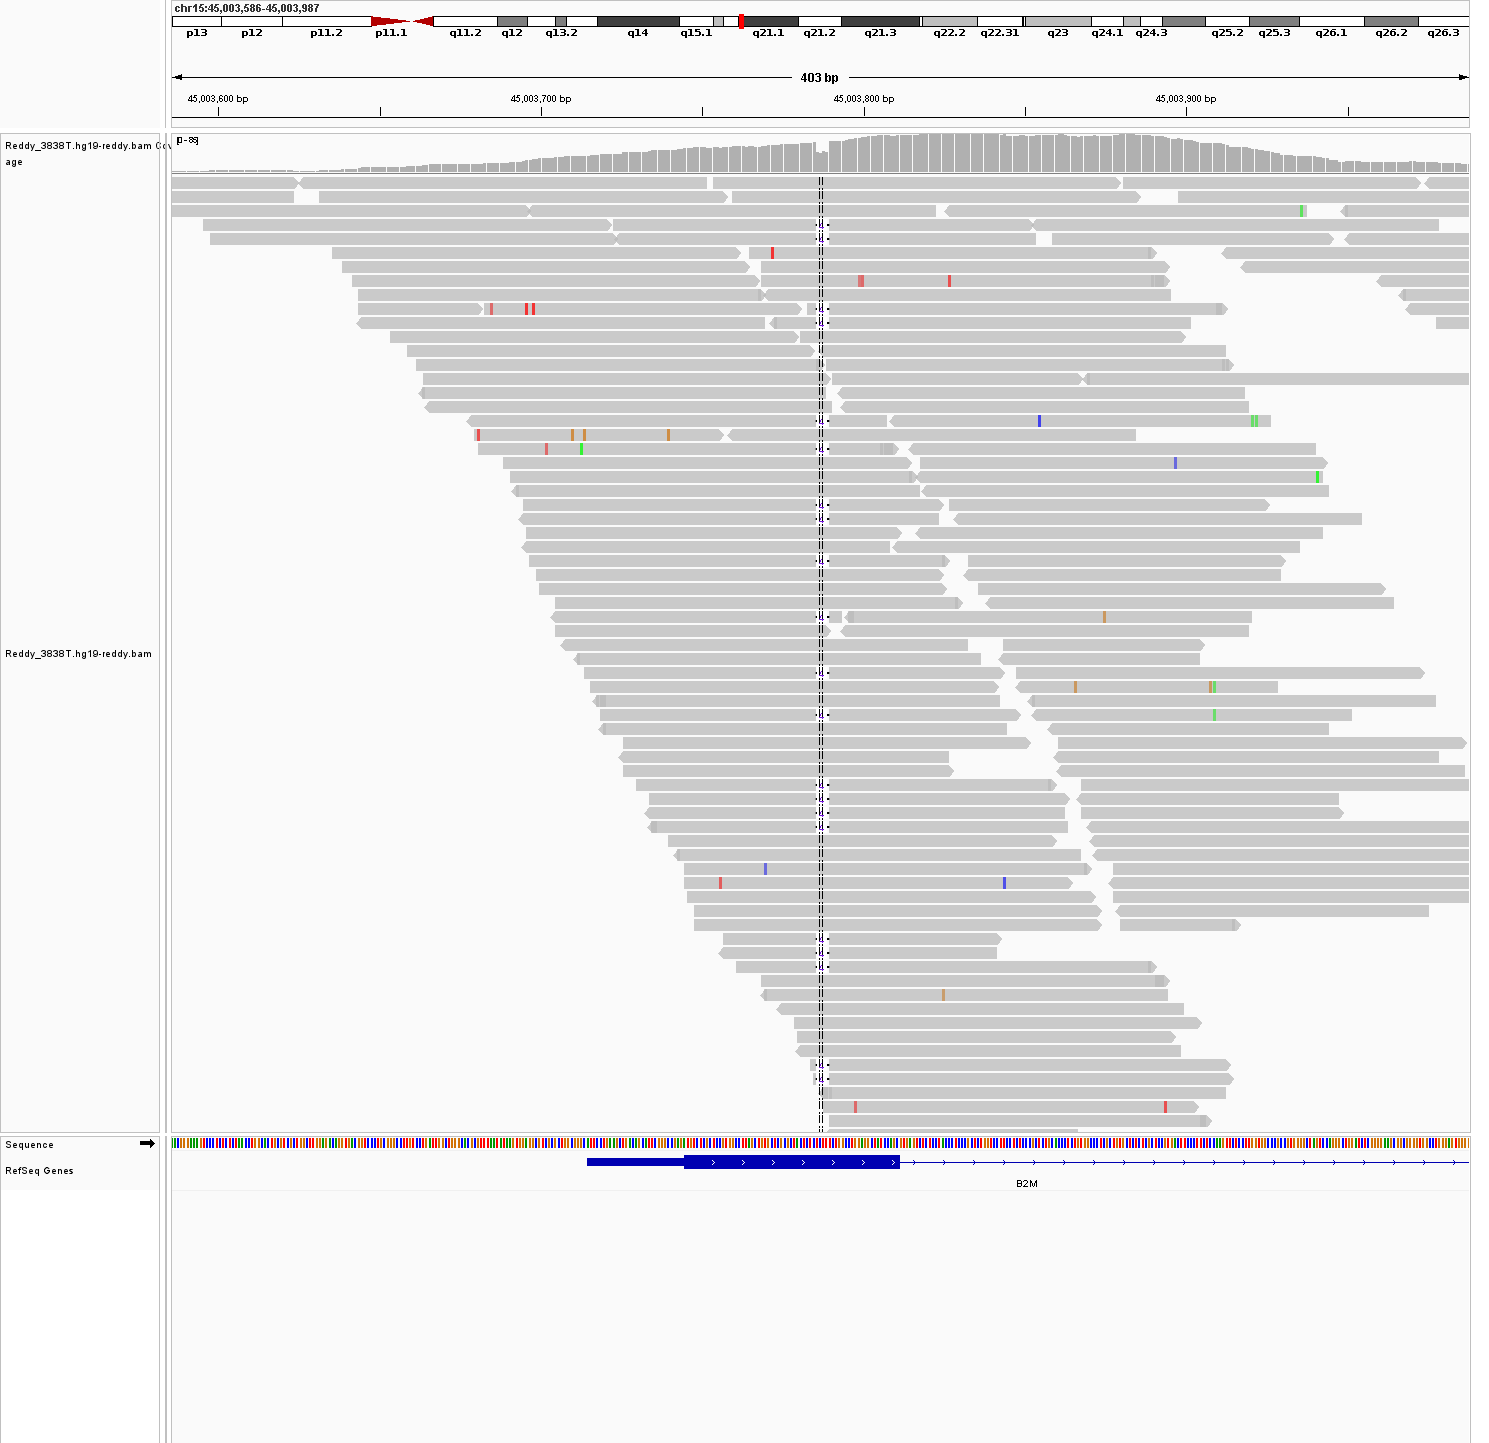 chr15:45,003,586-45,003,987
p13 p12 p11.2 p11.1 q11.2 q12 q13.2 q14 q15.1 q21.1 q21.2 q21.3 q22.2 q22.31 q23 q24.1 q24.3 q25.2 q25.3 q26.1 q26.2 q26.3
403 bp
45,003,600 bp 45,003,700 bp 45,003,800 bp 45,003,900 bp
Reddy_3838T.hg19-reddy.bam Cov
age
Reddy_3838T.hg19-reddy.bam
Sequence
RefSeq Genes
B2M